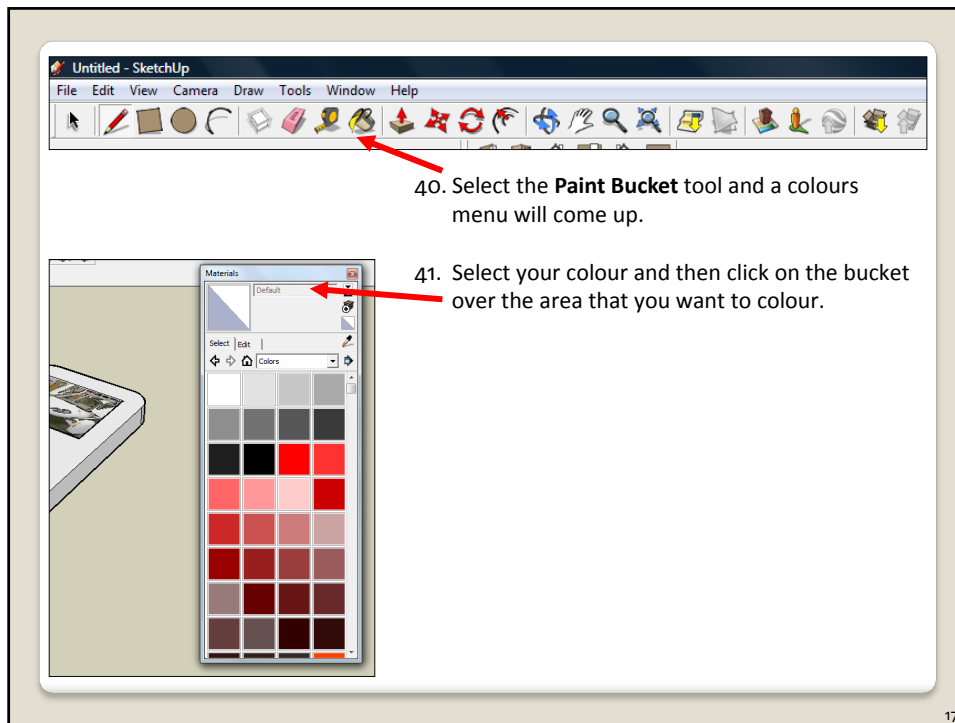 Untitled - SketchUp
File Edit View Camera Draw Tools Window Help
40. Select the Paint Bucket tool and a colours
menu will come up.
41. Select your colour and then click on the bucket
over the area that you want to colour.
Materials
Default
Select Edit
Colors
17